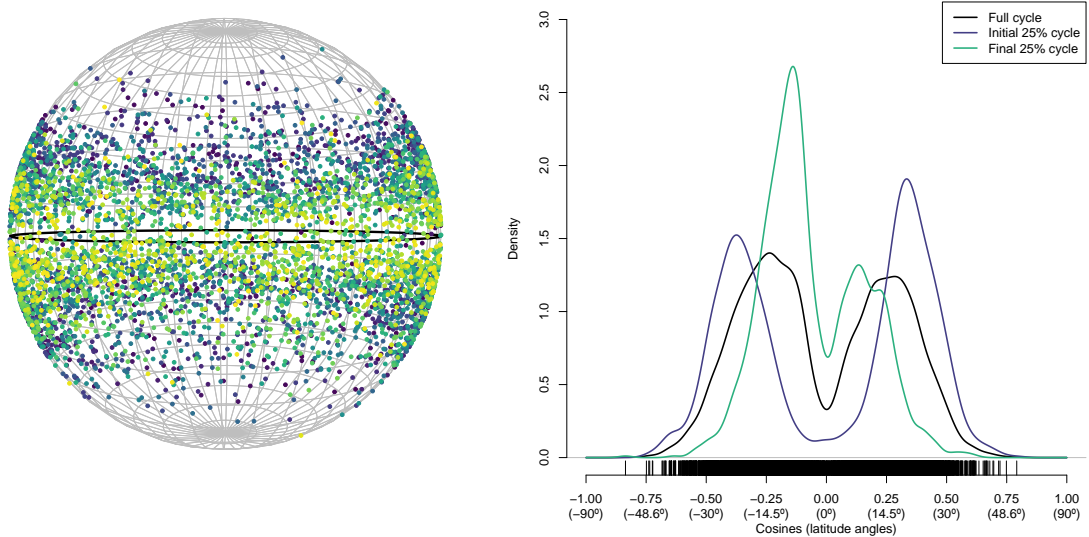 Full cycle
Initial 25% cycle
Final 25% cycle
Density
3.0
2.5
2.0
1.5
1.0
0.5
0.0
−1.00 −0.75 −0.50 −0.25 0.00 0.25 0.50 0.75 1.00
(−90º) (−48.6º) (−30º) (−14.5º) (0º) (14.5º) (30º) (48.6º) (90º)
Cosines (latitude angles)